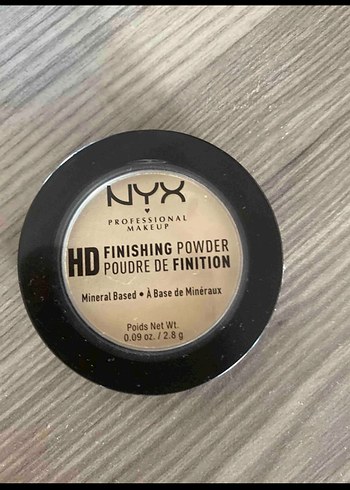 NYX
PROFESSIONAL
MAKEUP
HD FINISHING POWDER
POUDRE DE FINITION
Mineral Based • À Base de Minéraux
Poids Net Wt.
0.09 oz. / 2.8 g